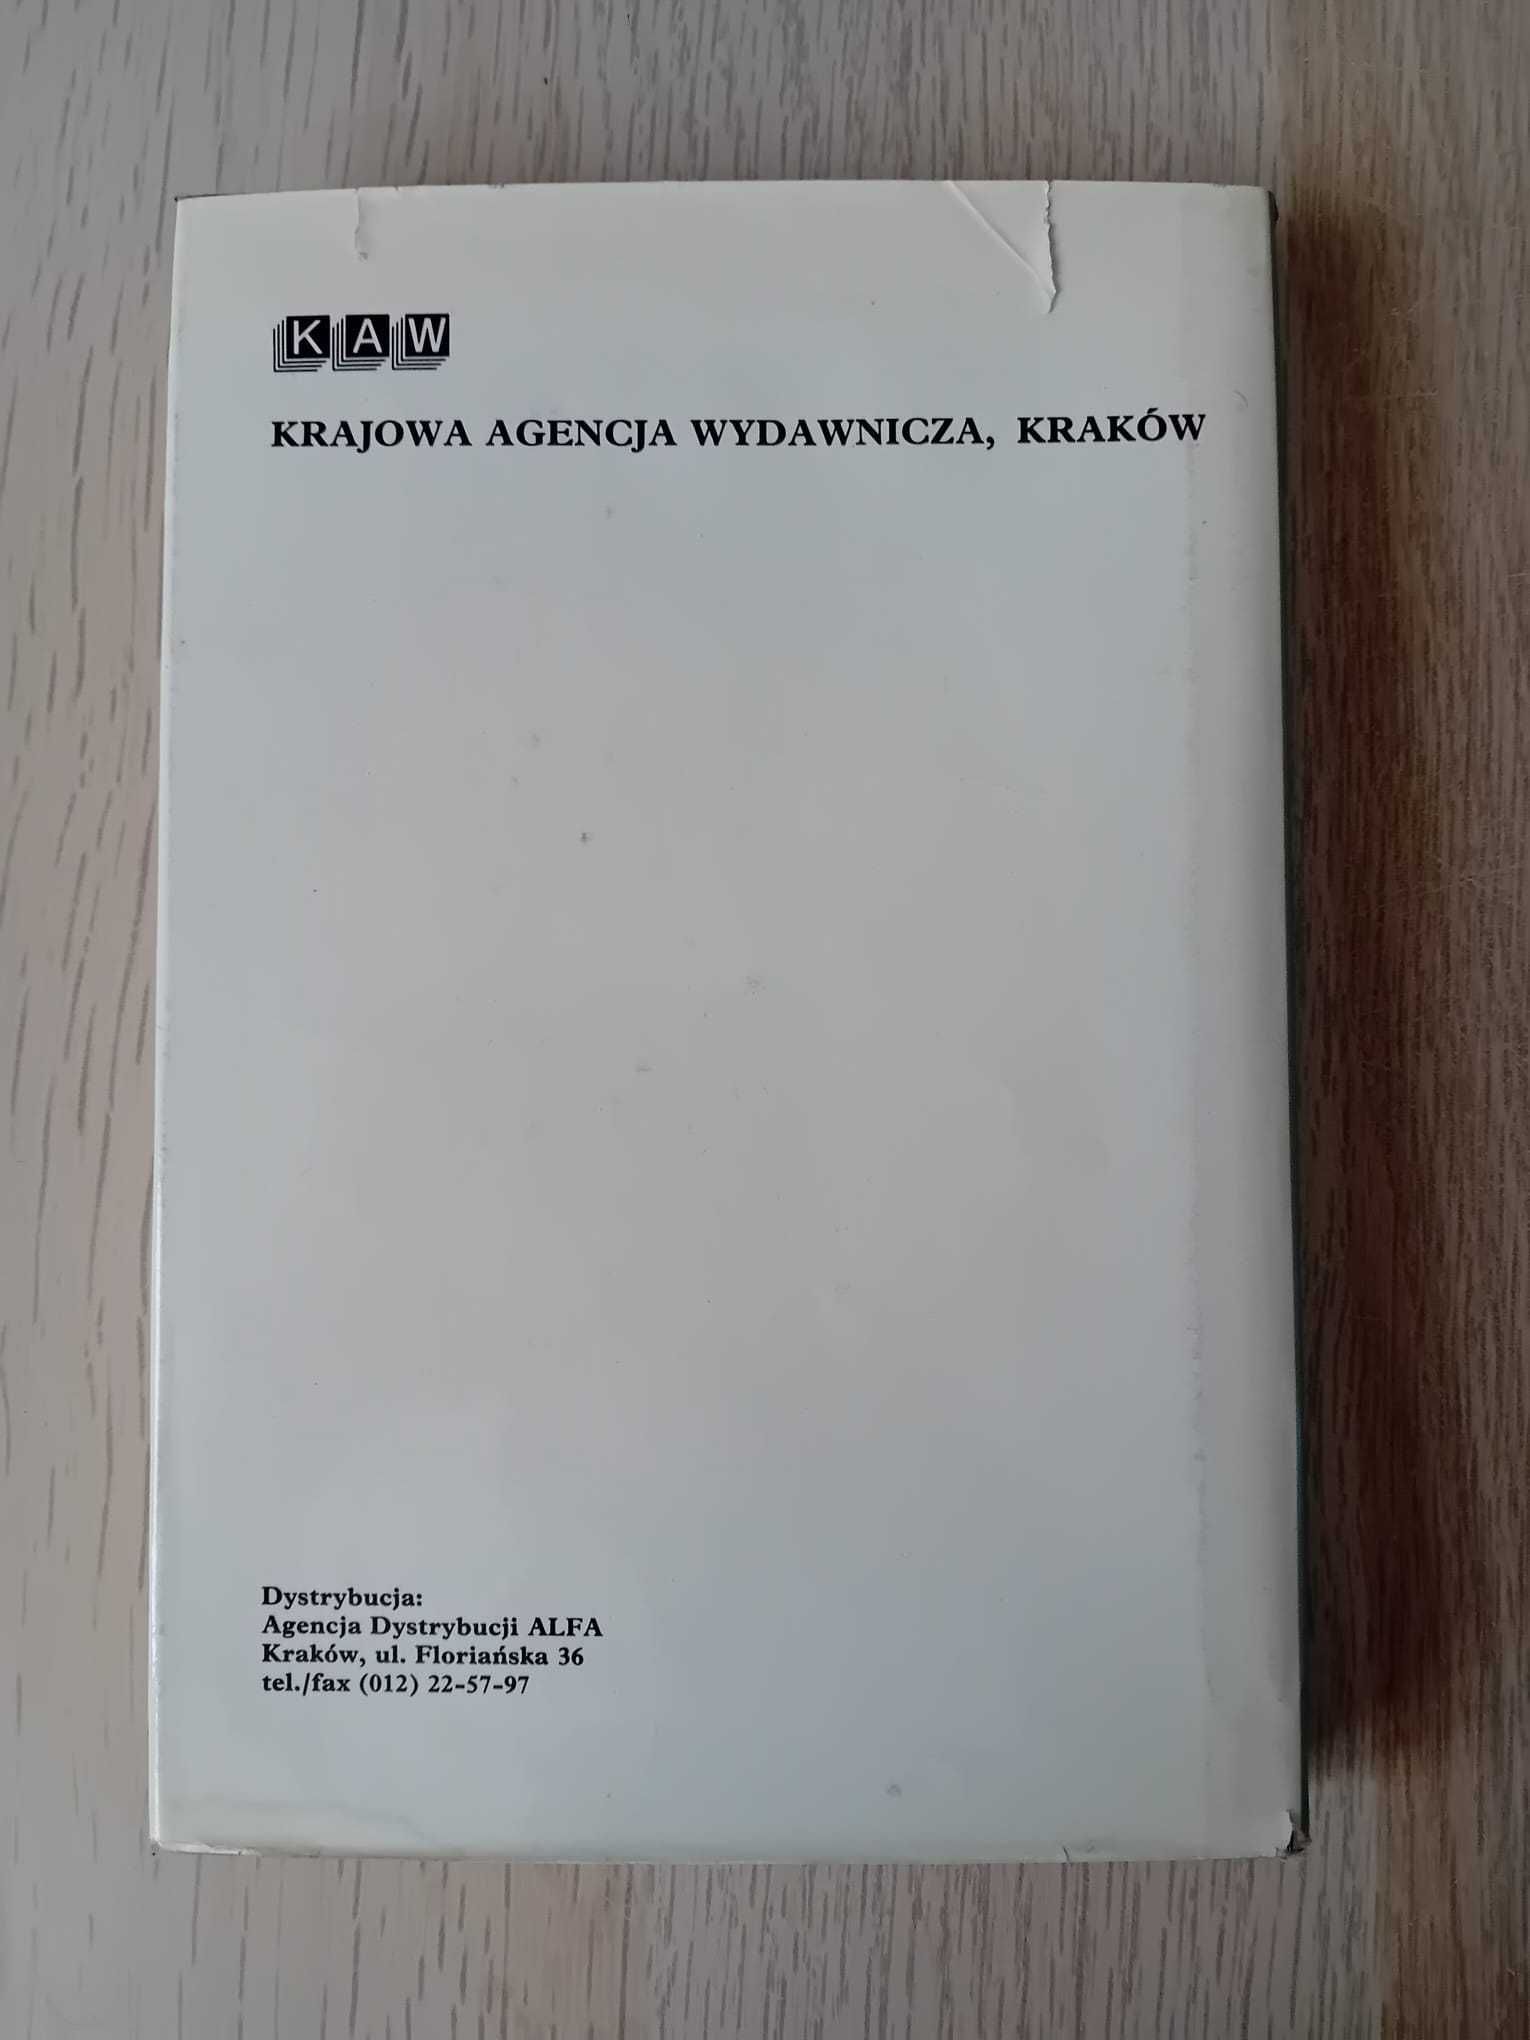 KAW
KRAJOWA AGENCJA WYDAWNICZA, KRAKÓW
Dystrybucja:
Agencja Dystrybucji ALFA
Kraków, ul. Floriańska 36
tel./fax (012) 22-57-97